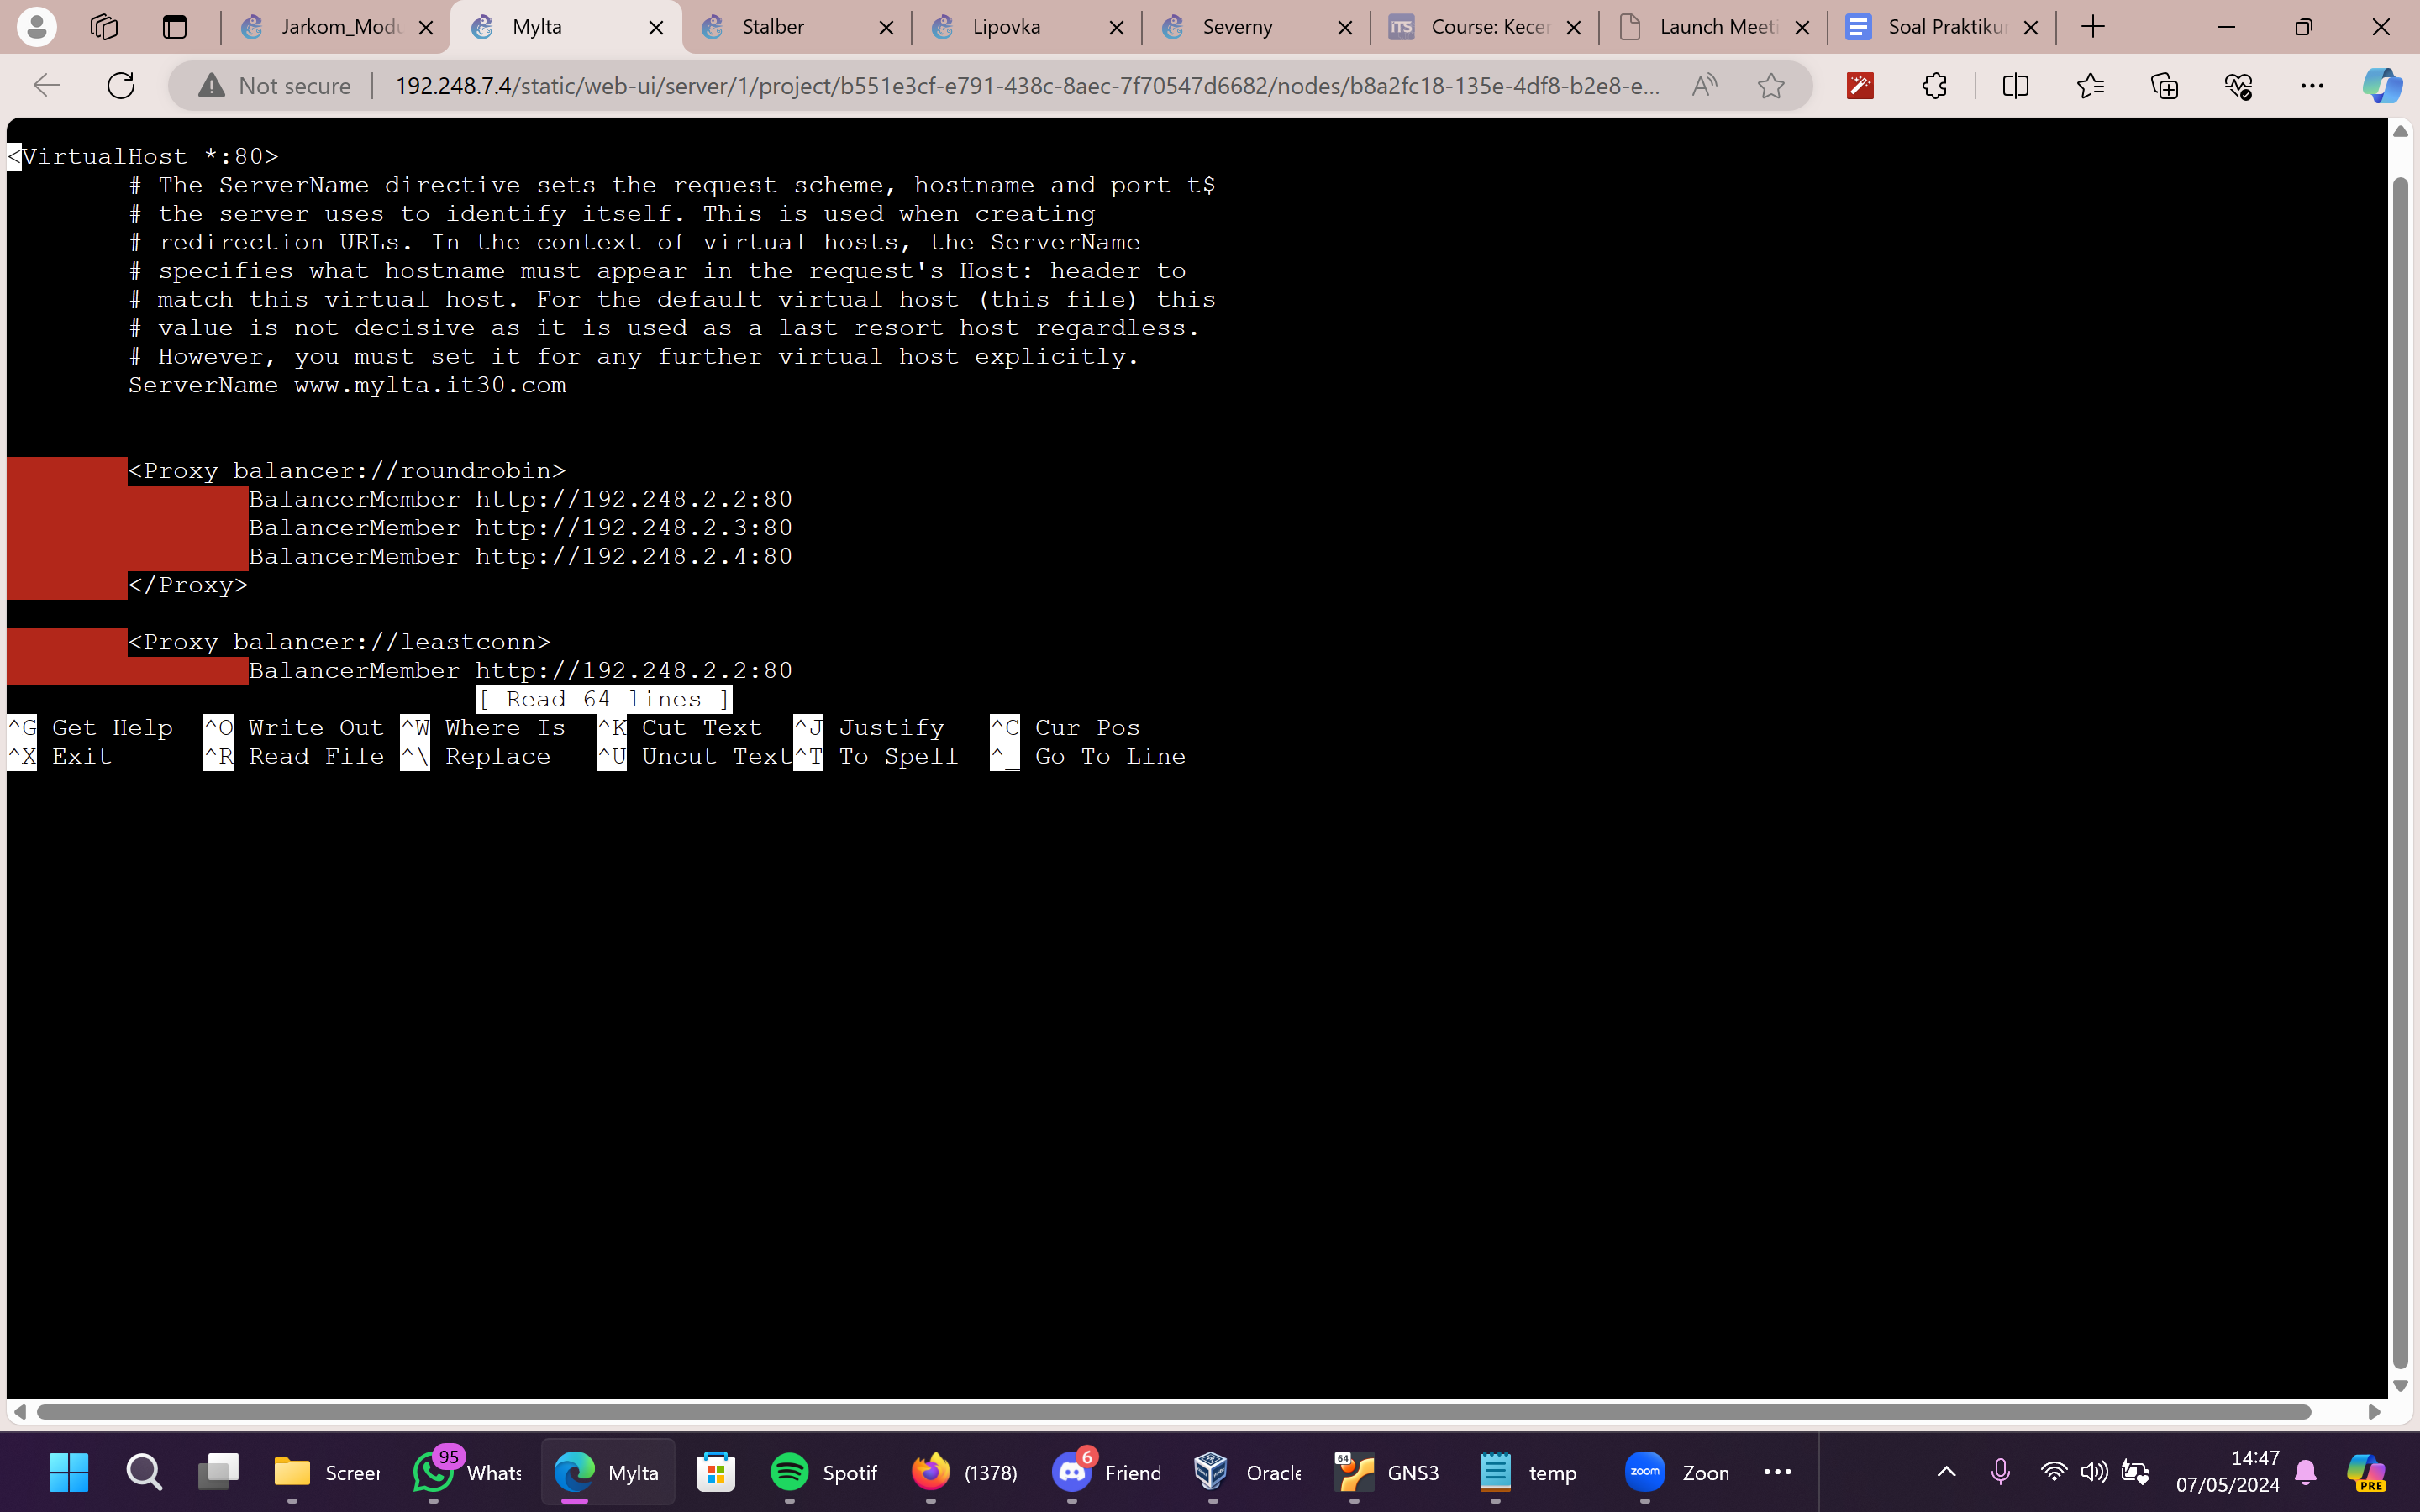 Jarkom_Modu
Mylta
Stalber
Lipovka
Severny
ITS
Course: Kecer
Launch Meeti
Soal Praktiku
Not secure
192.248.7.4/static/web-ui/server/1/project/b551e3cf-e791-438c-8aec-7f70547d6682/nodes/b8a2fc18-135e-4df8-b2e8-e...
<VirtualHost *:80>
# The ServerName directive sets the request scheme, hostname and port t$
# the server uses to identify itself. This is used when creating
# redirection URLs. In the context of virtual hosts, the ServerName
# specifies what hostname must appear in the request's Host: header to
# match this virtual host. For the default virtual host (this file) this
# value is not decisive as it is used as a last resort host regardless.
# However, you must set it for any further virtual host explicitly.
ServerName www.mylta.it30.com
<Proxy balancer://roundrobin>
BalancerMember http://192.248.2.2:80
BalancerMember http://192.248.2.3:80
BalancerMember http://192.248.2.4:80
</Proxy>
<Proxy balancer://leastconn>
BalancerMember http://192.248.2.2:80
[ Read 64 lines ]
^G Get Help ^O Write Out ^W Where Is ^K Cut Text ^J Justify ^C Cur Pos
^X Exit ^R Read File ^\ Replace ^U Uncut Text ^T To Spell ^_ Go To Line
Screer
95
Whats
Mylta
Spotif
(1378)
6
Friend
Oracle
64
GNS3
temp
zoom
Zoon
14:47
07/05/2024
PRE